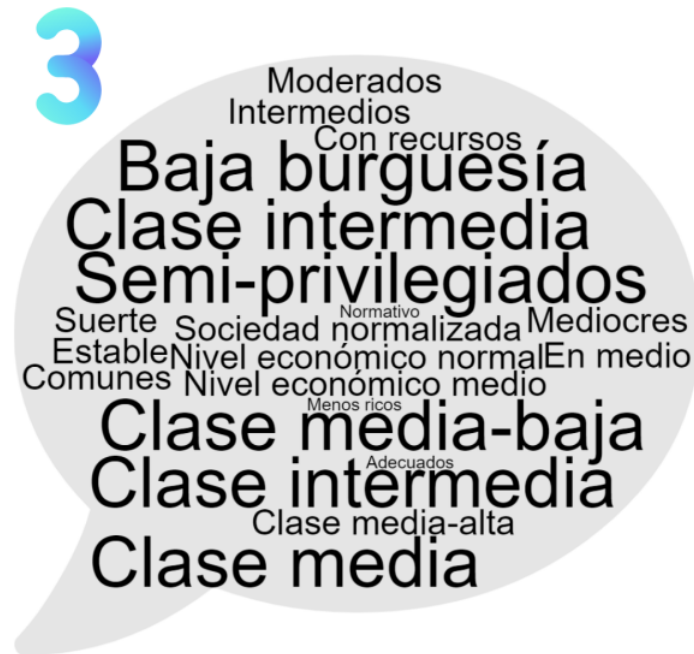 3
Moderados
Intermedios
Con recursos
Baja burguesía
Clase intermedia
Semi-privilegiados
Normativo
Suerte Sociedad normalizada Mediocres
Estable Nivel económico normal En medio
Comunes Nivel económico medio
Menos ricos
Clase media-baja
Adecuados
Clase intermedia
Clase media-alta
Clase media